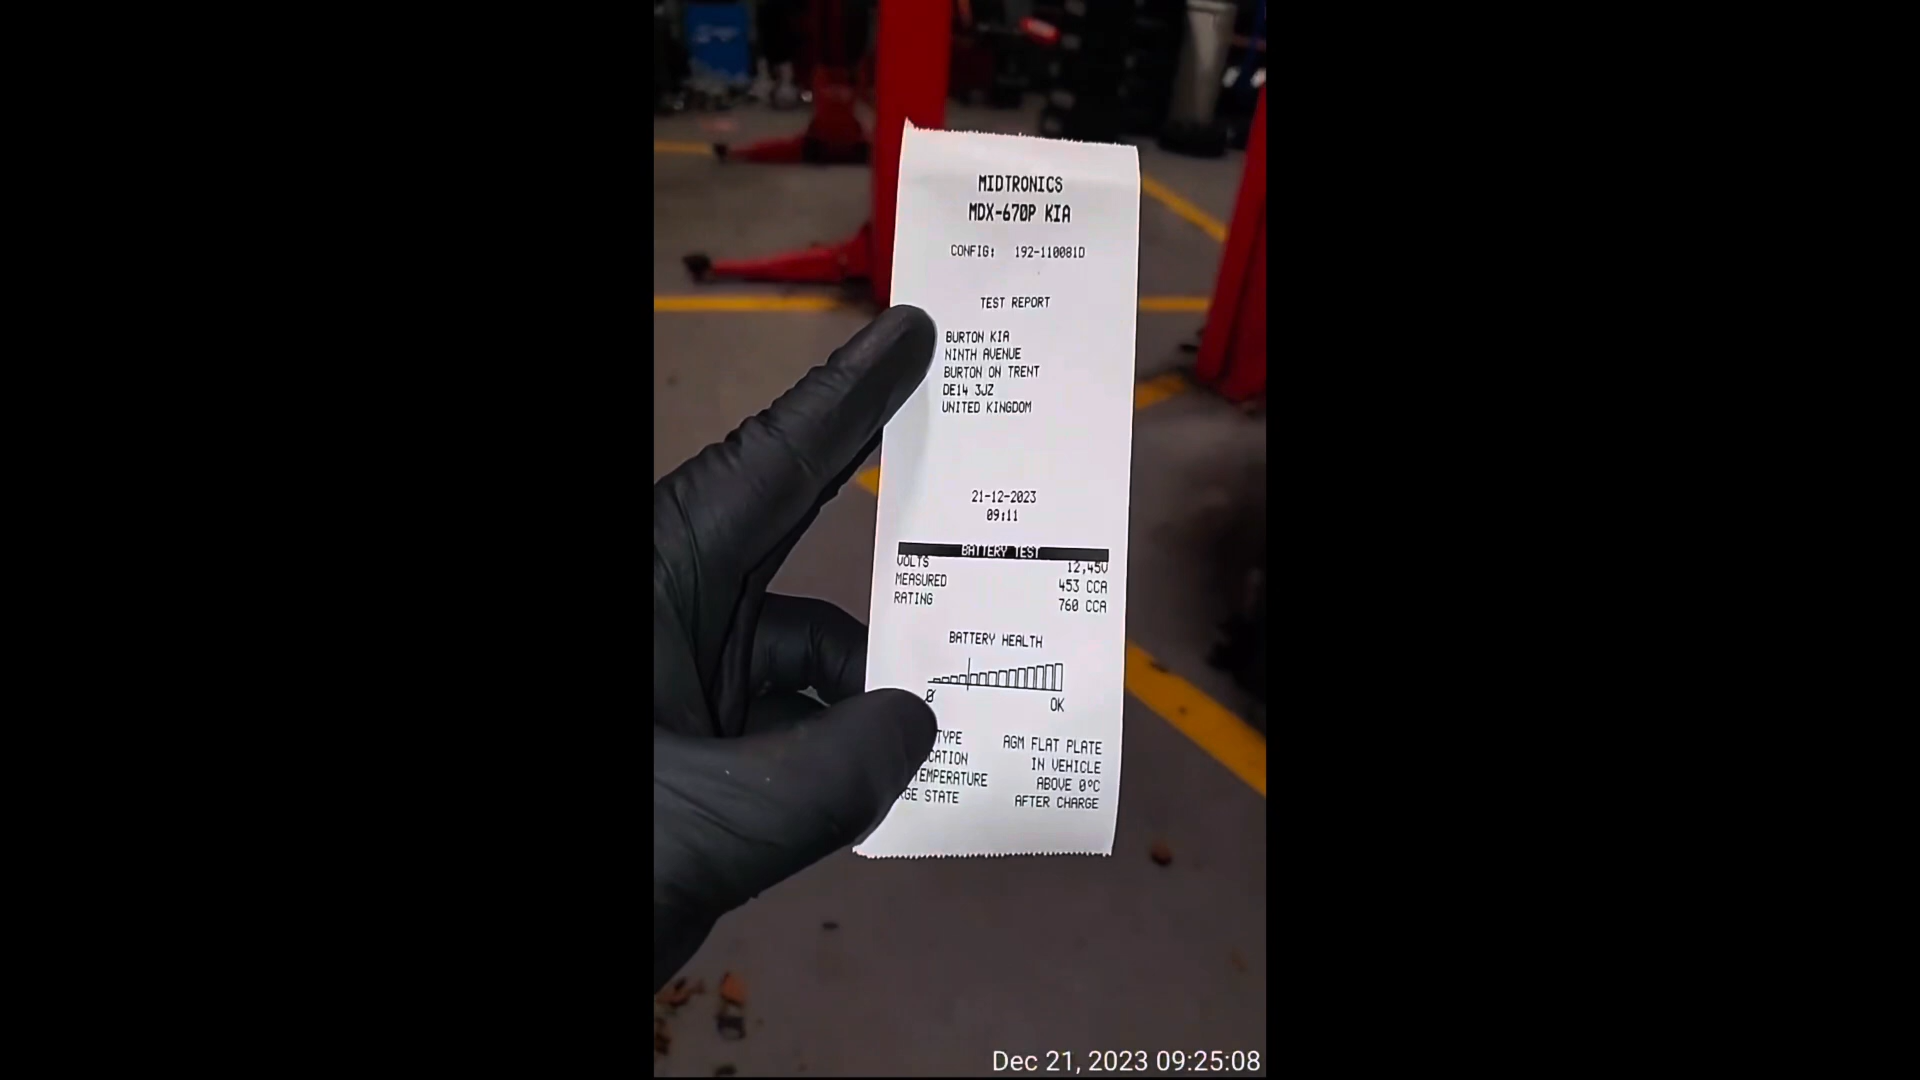 MIDTRONICS
MDX-670P KIA
CONFIG: 192-110081D
TEST REPORT
BURTON KIA
NINTH AVENUE
BURTON ON TRENT
DE14 3JZ
UNITED KINGDOM
21-12-2023
09:11
BATTERY TEST
VOLTS 12,45V
MEASURED 453 CCA
RATING 760 CCA
BATTERY HEALTH
0 OK
TYPE AGM FLAT PLATE
CATION IN VEHICLE
TEMPERATURE ABOVE 0°C
RGE STATE AFTER CHARGE
Dec 21, 2023 09:25:08